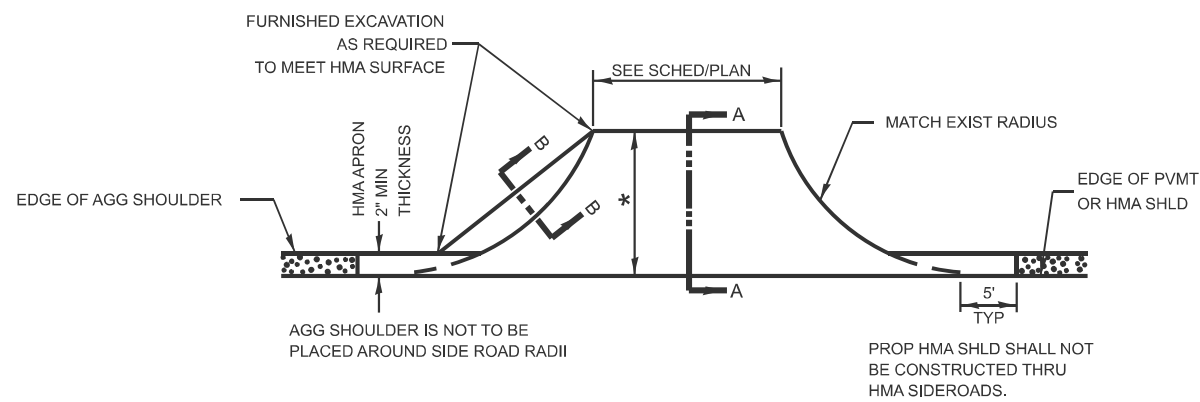 FURNISHED EXCAVATION
AS REQUIRED
TO MEET HMA SURFACE
SEE SCHED/PLAN
A
MATCH EXIST RADIUS
B
B
HMA APRON
2" MIN
THICKNESS
EDGE OF AGG SHOULDER
*
EDGE OF PVMT
OR HMA SHLD
A
5'
TYP
AGG SHOULDER IS NOT TO BE
PLACED AROUND SIDE ROAD RADII
PROP HMA SHLD SHALL NOT
BE CONSTRUCTED THRU
HMA SIDEROADS.